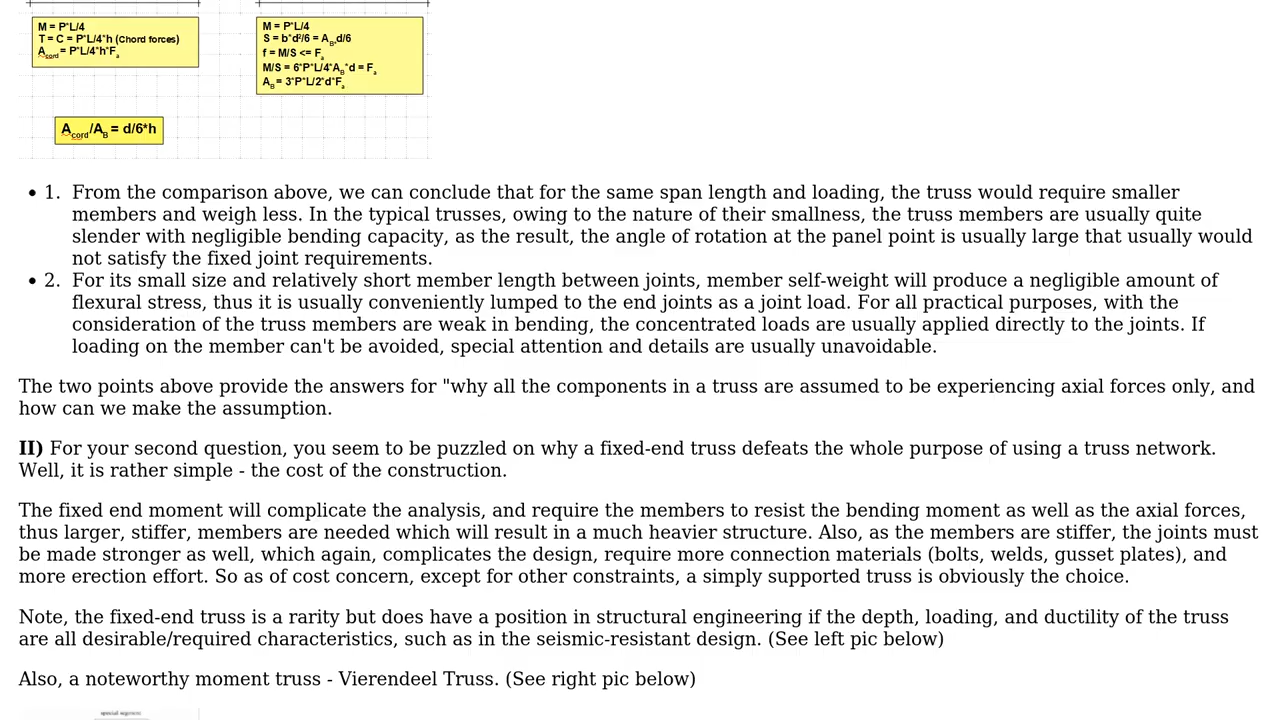 M = P*L/4
T = C = P*L/4*h (Chord forces)
Acord = P*L/4*h*Fa
M = P*L/4
S = b*d²/6 = AB*d/6
f = M/S <= Fa
M/S = 6*P*L/4*AB*d = Fa
AB = 3*P*L/2*d*Fa
Acord/AB = d/6*h
• 1. From the comparison above, we can conclude that for the same span length and loading, the truss would require smaller
members and weigh less. In the typical trusses, owing to the nature of their smallness, the truss members are usually quite
slender with negligible bending capacity, as the result, the angle of rotation at the panel point is usually large that usually would
not satisfy the fixed joint requirements.
• 2. For its small size and relatively short member length between joints, member self-weight will produce a negligible amount of
flexural stress, thus it is usually conveniently lumped to the end joints as a joint load. For all practical purposes, with the
consideration of the truss members are weak in bending, the concentrated loads are usually applied directly to the joints. If
loading on the member can't be avoided, special attention and details are usually unavoidable.
The two points above provide the answers for "why all the components in a truss are assumed to be experiencing axial forces only, and
how can we make the assumption.
II) For your second question, you seem to be puzzled on why a fixed-end truss defeats the whole purpose of using a truss network.
Well, it is rather simple - the cost of the construction.
The fixed end moment will complicate the analysis, and require the members to resist the bending moment as well as the axial forces,
thus larger, stiffer, members are needed which will result in a much heavier structure. Also, as the members are stiffer, the joints must
be made stronger as well, which again, complicates the design, require more connection materials (bolts, welds, gusset plates), and
more erection effort. So as of cost concern, except for other constraints, a simply supported truss is obviously the choice.
Note, the fixed-end truss is a rarity but does have a position in structural engineering if the depth, loading, and ductility of the truss
are all desirable/required characteristics, such as in the seismic-resistant design. (See left pic below)
Also, a noteworthy moment truss - Vierendeel Truss. (See right pic below)
special segment